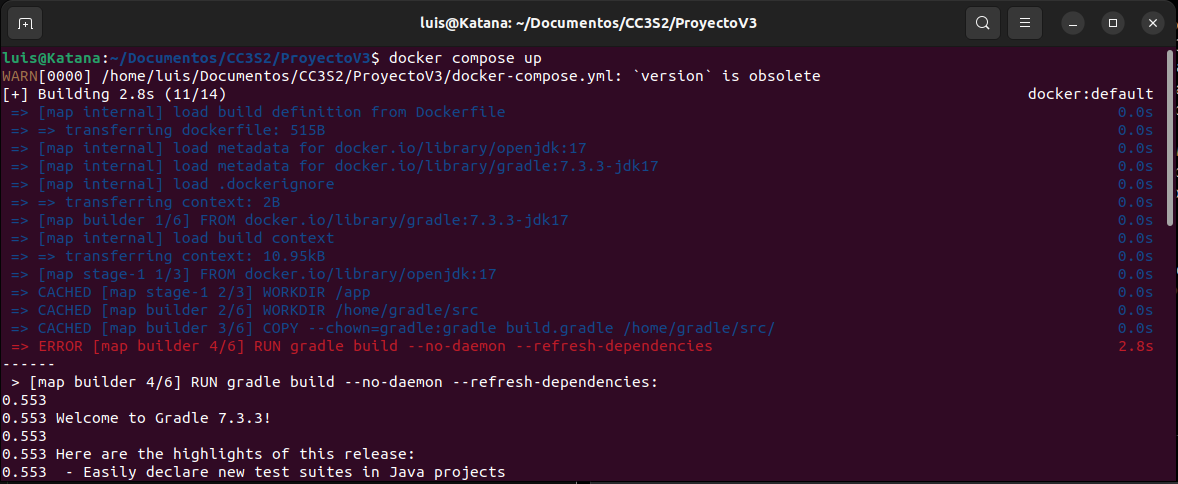 luis@Katana: ~/Documentos/CC3S2/ProyectoV3
luis@Katana:~/Documentos/CC3S2/ProyectoV3$ docker compose up
WARN[0000] /home/luis/Documentos/CC3S2/ProyectoV3/docker-compose.yml: `version` is obsolete
[+] Building 2.8s (11/14) docker:default
=> [map internal] load build definition from Dockerfile 0.0s
=> => transferring dockerfile: 515B 0.0s
=> [map internal] load metadata for docker.io/library/openjdk:17 0.0s
=> [map internal] load metadata for docker.io/library/gradle:7.3.3-jdk17 0.0s
=> [map internal] load .dockerignore 0.0s
=> => transferring context: 2B 0.0s
=> [map builder 1/6] FROM docker.io/library/gradle:7.3.3-jdk17 0.0s
=> [map internal] load build context 0.0s
=> => transferring context: 10.95kB 0.0s
=> [map stage-1 1/3] FROM docker.io/library/openjdk:17 0.0s
=> CACHED [map stage-1 2/3] WORKDIR /app 0.0s
=> CACHED [map builder 2/6] WORKDIR /home/gradle/src 0.0s
=> CACHED [map builder 3/6] COPY --chown=gradle:gradle build.gradle /home/gradle/src/ 0.0s
=> ERROR [map builder 4/6] RUN gradle build --no-daemon --refresh-dependencies 2.8s
------
> [map builder 4/6] RUN gradle build --no-daemon --refresh-dependencies:
0.553
0.553 Welcome to Gradle 7.3.3!
0.553
0.553 Here are the highlights of this release:
0.553  - Easily declare new test suites in Java projects